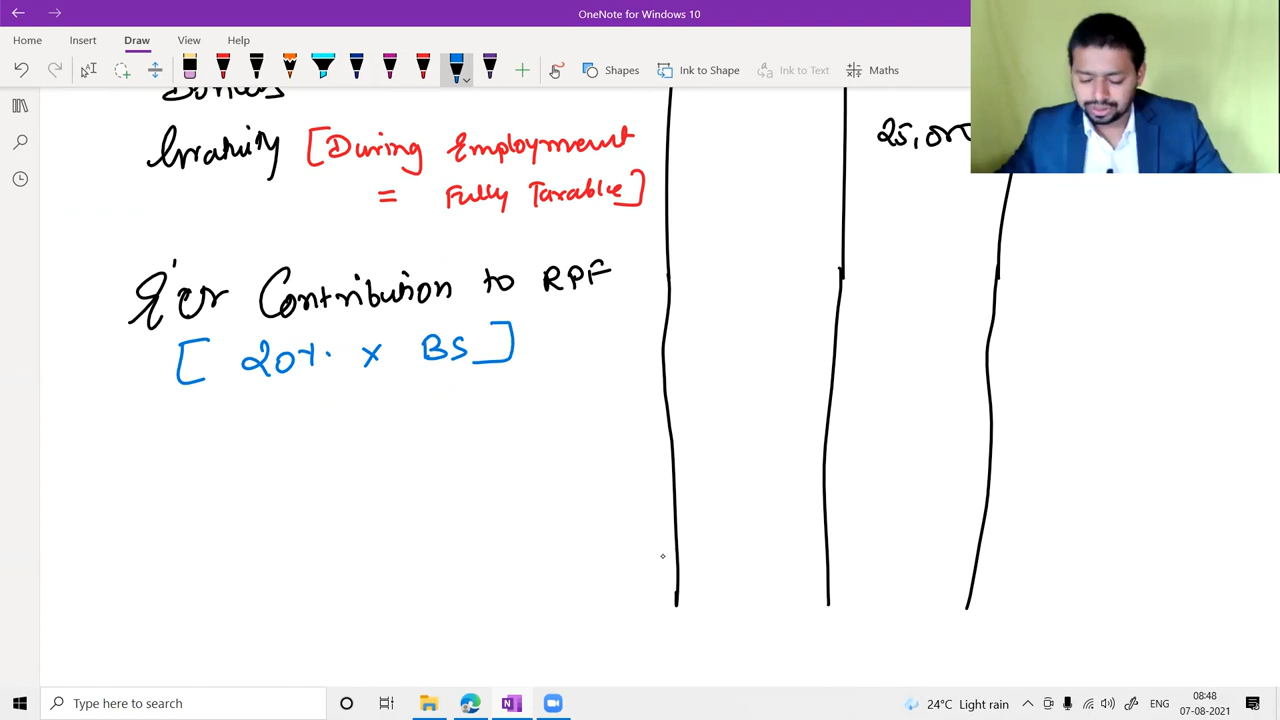 OneNote for Windows 10
Home Insert Draw View Help
Shapes Ink to Shape Ink to Text Maths
Bonus
Gratuity [During Employment
= Fully Taxable]
25,000
E'er Contribution to RPF
[20% x BS]
Type here to search
24°C Light rain
ENG
08:48
07-08-2021